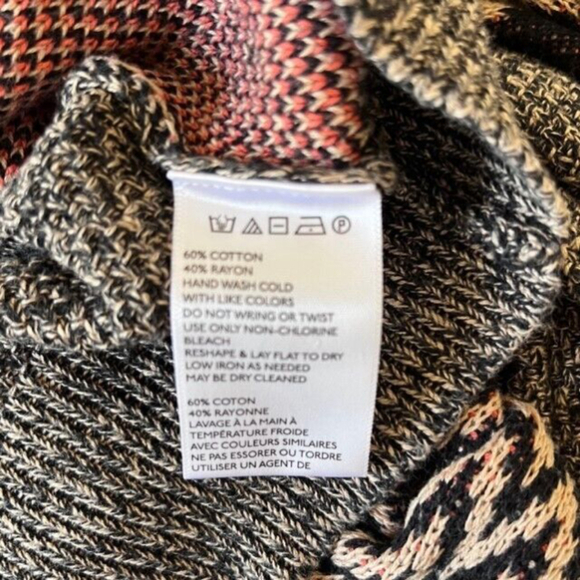 60% COTTON
40% RAYON
HAND WASH COLD
WITH LIKE COLORS
DO NOT WRING OR TWIST
USE ONLY NON-CHLORINE
BLEACH
RESHAPE & LAY FLAT TO DRY
LOW IRON AS NEEDED
MAY BE DRY CLEANED
60% COTON
40% RAYONNE
LAVAGE À LA MAIN À
TEMPÉRATURE FROIDE
AVEC COULEURS SIMILAIRES
NE PAS ESSORER OU TORDRE
UTILISER UN AGENT DE